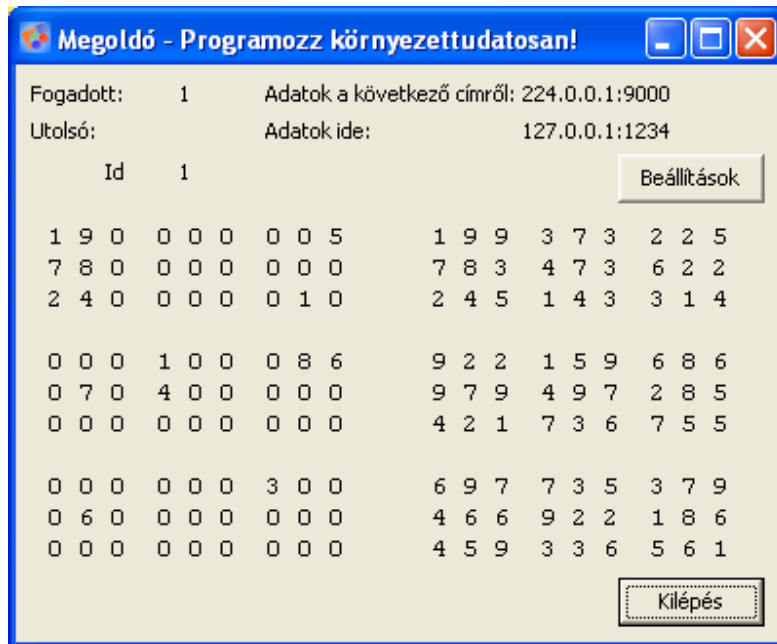 Megoldó - Programozz környezettudatosan!
Fogadott: 1 Adatok a következő címről: 224.0.0.1:9000
Utolsó: Adatok ide: 127.0.0.1:1234
Id 1
Beállítások
1 9 0 0 0 0 0 0 5 1 9 9 3 7 3 2 2 5
7 8 0 0 0 0 0 0 0 7 8 3 4 7 3 6 2 2
2 4 0 0 0 0 0 1 0 2 4 5 1 4 3 3 1 4
0 0 0 1 0 0 0 8 6 9 2 2 1 5 9 6 8 6
0 7 0 4 0 0 0 0 0 9 7 9 4 9 7 2 8 5
0 0 0 0 0 0 0 0 0 4 2 1 7 3 6 7 5 5
0 0 0 0 0 0 3 0 0 6 9 7 7 3 5 3 7 9
0 6 0 0 0 0 0 0 0 4 6 6 9 2 2 1 8 6
0 0 0 0 0 0 0 0 0 4 5 9 3 3 6 5 6 1
Kilépés